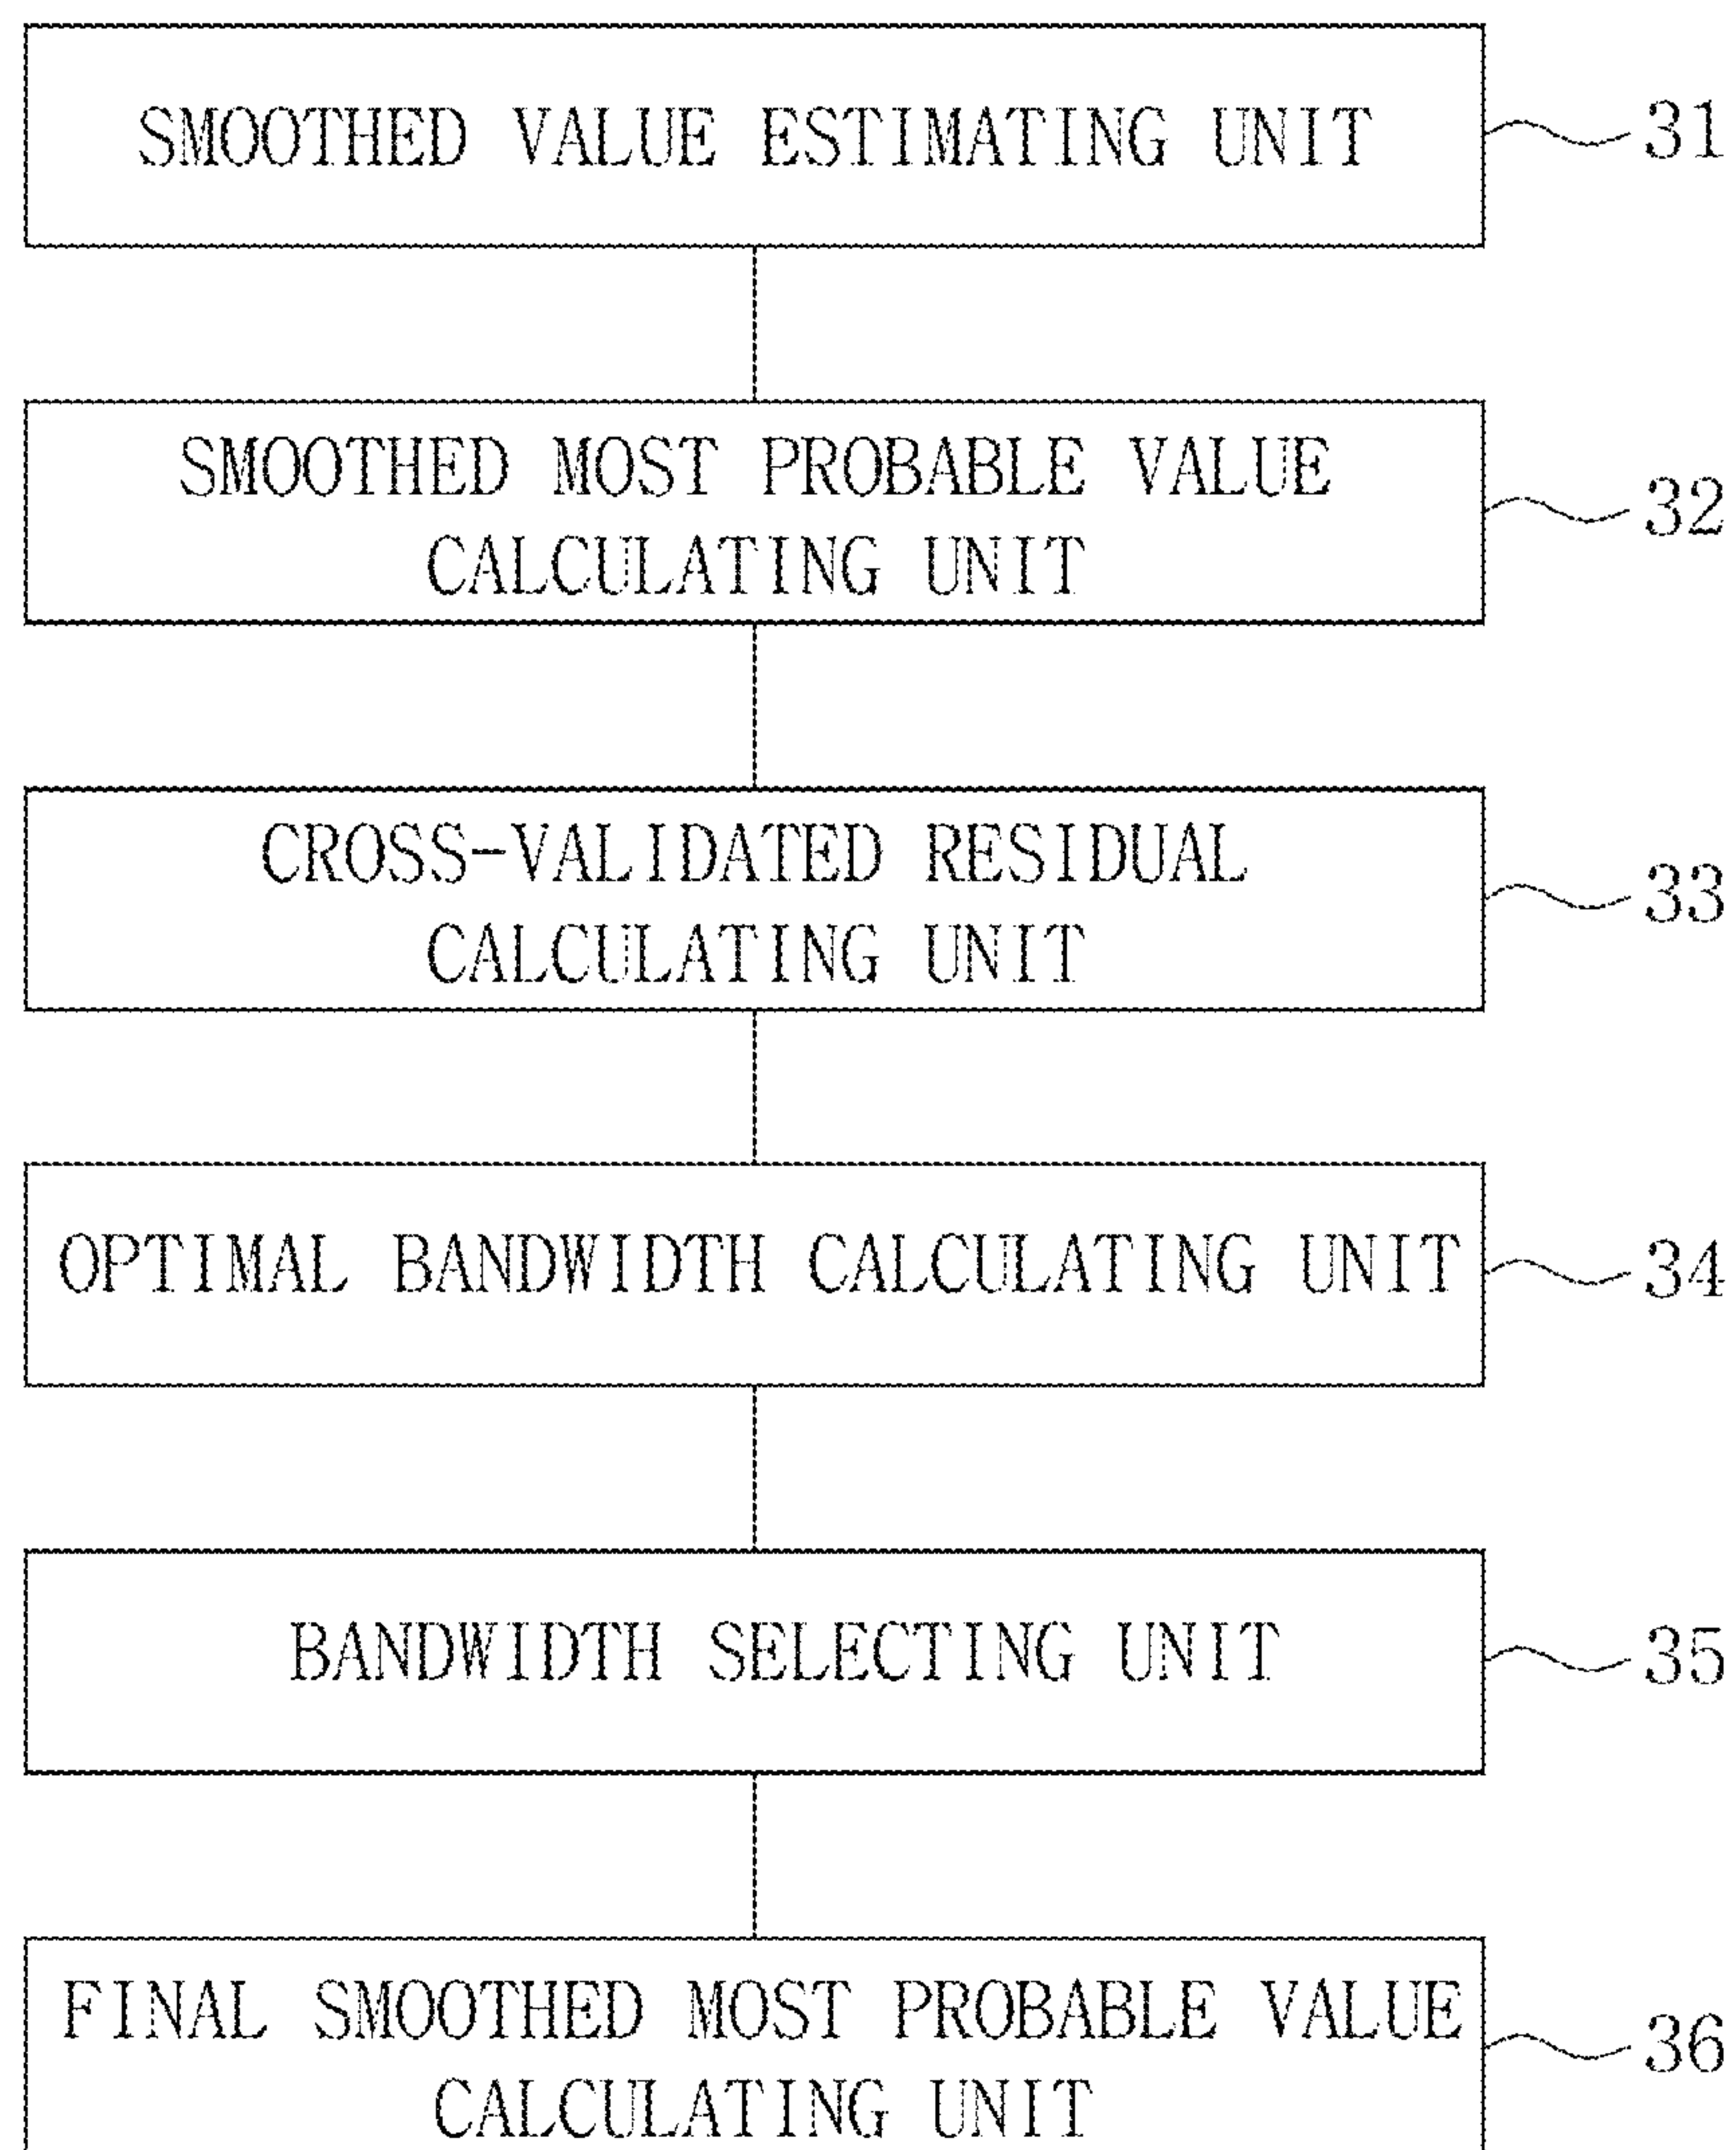 SMOOTHED VALUE ESTIMATING UNIT
31
SMOOTHED MOST PROBABLE VALUE
CALCULATING UNIT
32
CROSS-VALIDATED RESIDUAL
CALCULATING UNIT
33
OPTIMAL BANDWIDTH CALCULATING UNIT
34
BANDWIDTH SELECTING UNIT
35
FINAL SMOOTHED MOST PROBABLE VALUE
CALCULATING UNIT
36